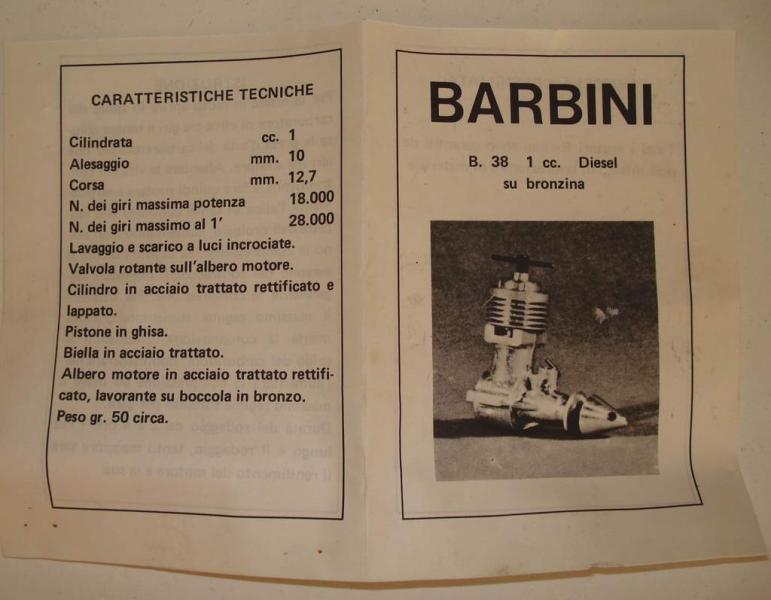 CARATTERISTICHE TECNICHE
Cilindrata cc. 1
Alesaggio mm. 10
Corsa mm. 12,7
N. dei giri massima potenza 18.000
N. dei giri massimo al 1' 28.000
Lavaggio e scarico a luci incrociate.
Valvola rotante sull'albero motore.
Cilindro in acciaio trattato rettificato e
lappato.
Pistone in ghisa.
Biella in acciaio trattato.
Albero motore in acciaio trattato rettifi-
cato, lavorante su boccola in bronzo.
Peso gr. 50 circa.
BARBINI
B. 38 1 cc. Diesel
su bronzina